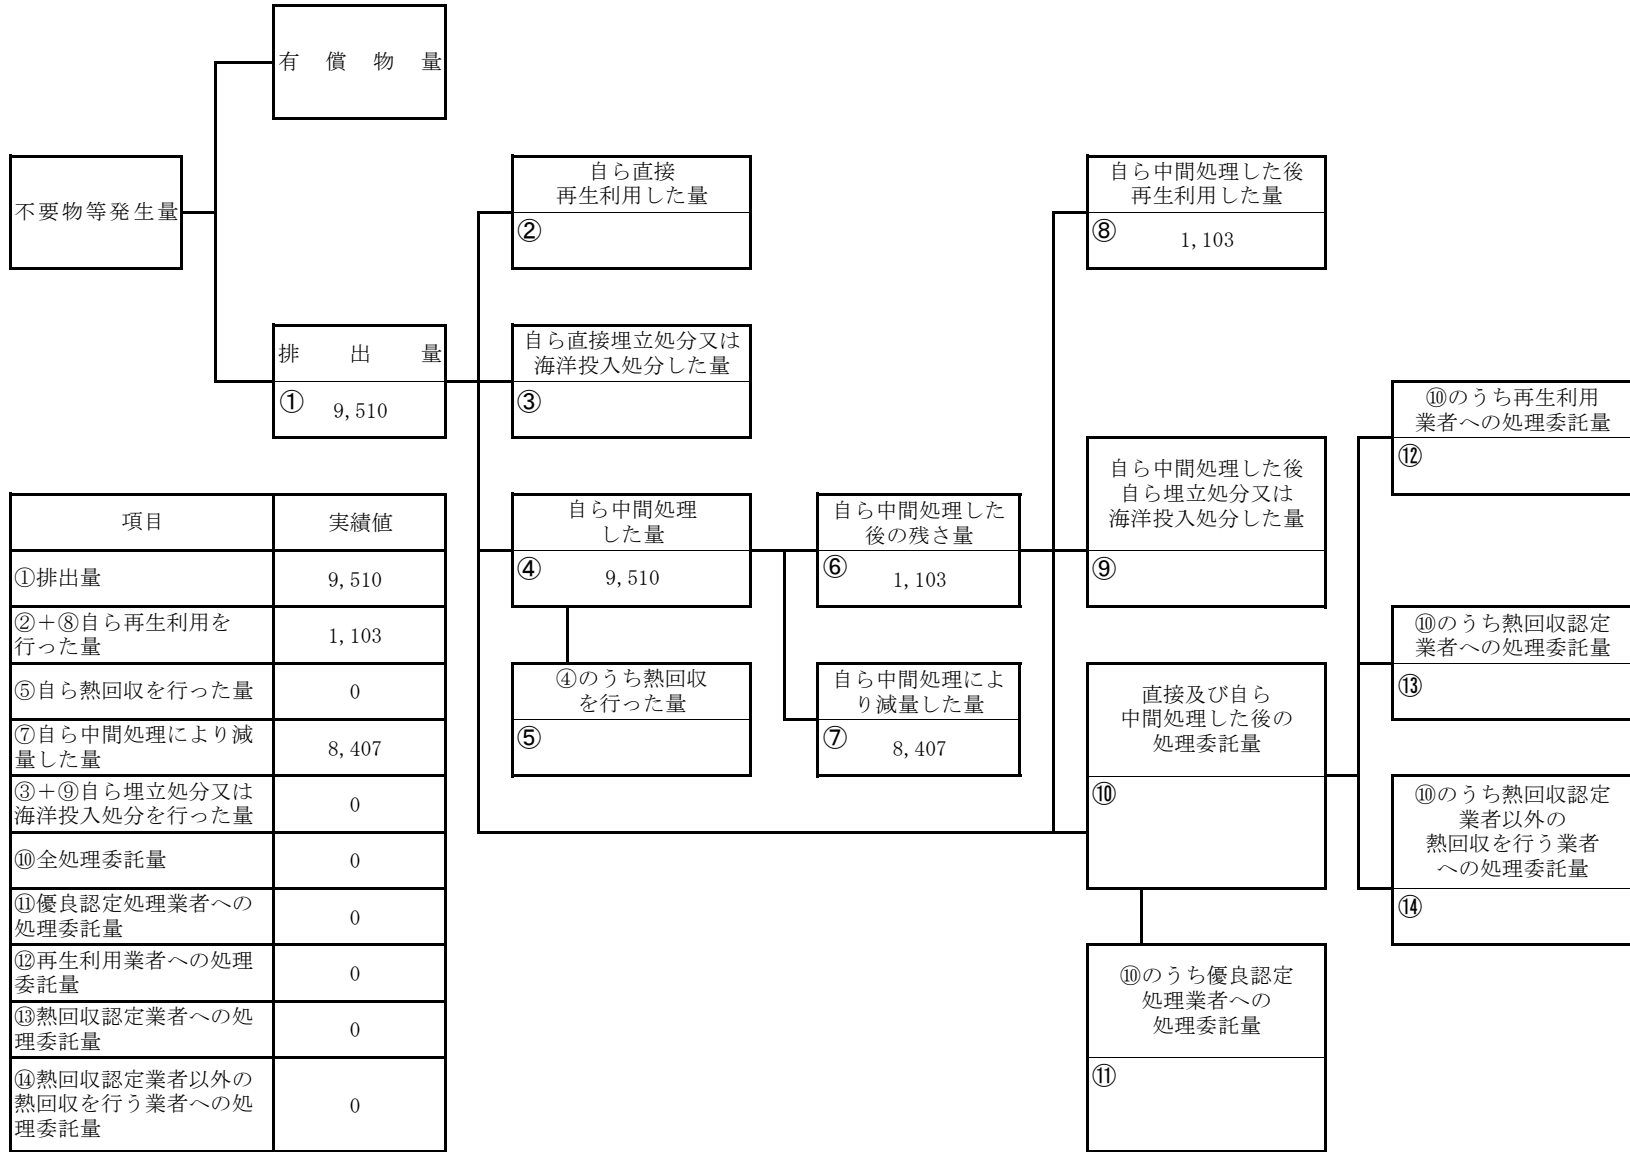 有償物量
不要物等発生量
自ら直接
再生利用した量
②
自ら中間処理した後
再生利用した量
⑧ 1,103
排出量
① 9,510
自ら直接埋立処分又は
海洋投入処分した量
③
⑩のうち再生利用
業者への処理委託量
⑫
自ら中間処理した後
自ら埋立処分又は
海洋投入処分した量
⑨
自ら中間処理
した量
④ 9,510
自ら中間処理した
後の残さ量
⑥ 1,103
⑩のうち熱回収認定
業者への処理委託量
⑬
④のうち熱回収
を行った量
⑤
自ら中間処理によ
り減量した量
⑦ 8,407
直接及び自ら
中間処理した後の
処理委託量
⑩
⑩のうち熱回収認定
業者以外の
熱回収を行う業者
への処理委託量
⑭
⑩のうち優良認定
処理業者への
処理委託量
⑪
項目 実績値
①排出量 9,510
②+⑧自ら再生利用を
行った量 1,103
⑤自ら熱回収を行った量 0
⑦自ら中間処理により減
量した量 8,407
③+⑨自ら埋立処分又は
海洋投入処分を行った量 0
⑩全処理委託量 0
⑪優良認定処理業者への
処理委託量 0
⑫再生利用業者への処理
委託量 0
⑬熱回収認定業者への処
理委託量 0
⑭熱回収認定業者以外の
熱回収を行う業者への処
理委託量 0